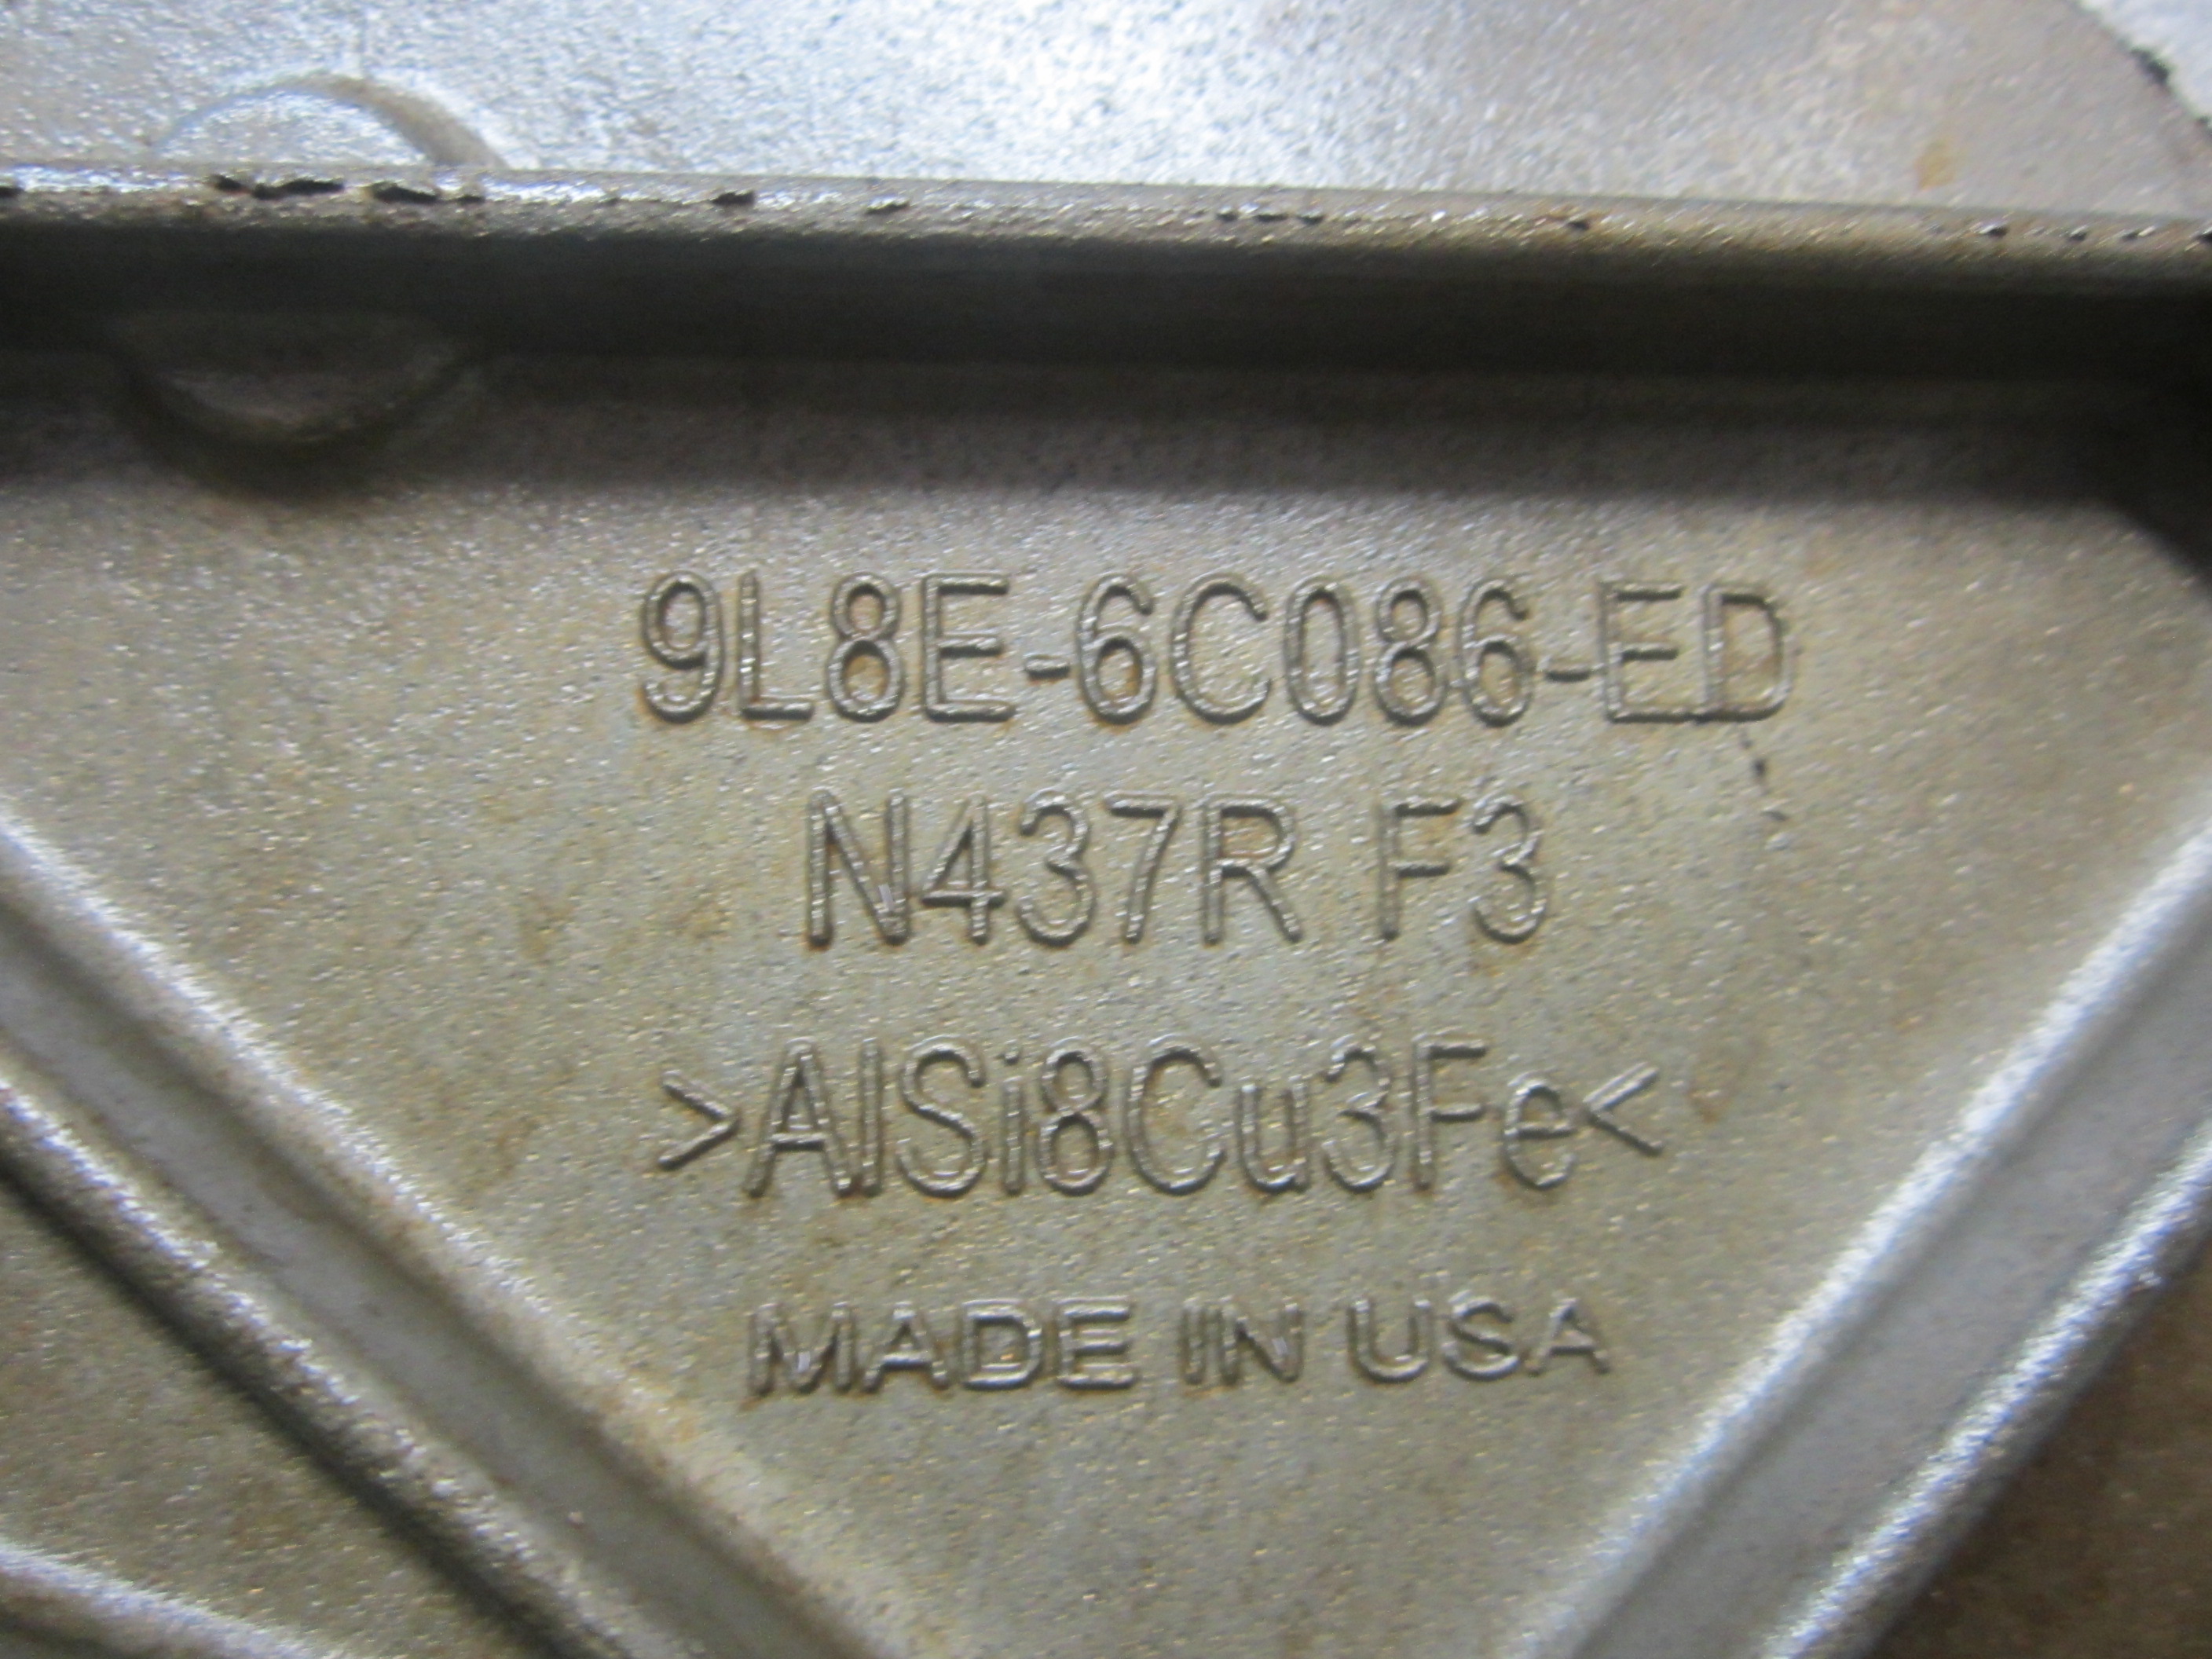 9L8E-6C086-ED
N437R F3
>AlSi8Cu3Fe<
MADE IN USA